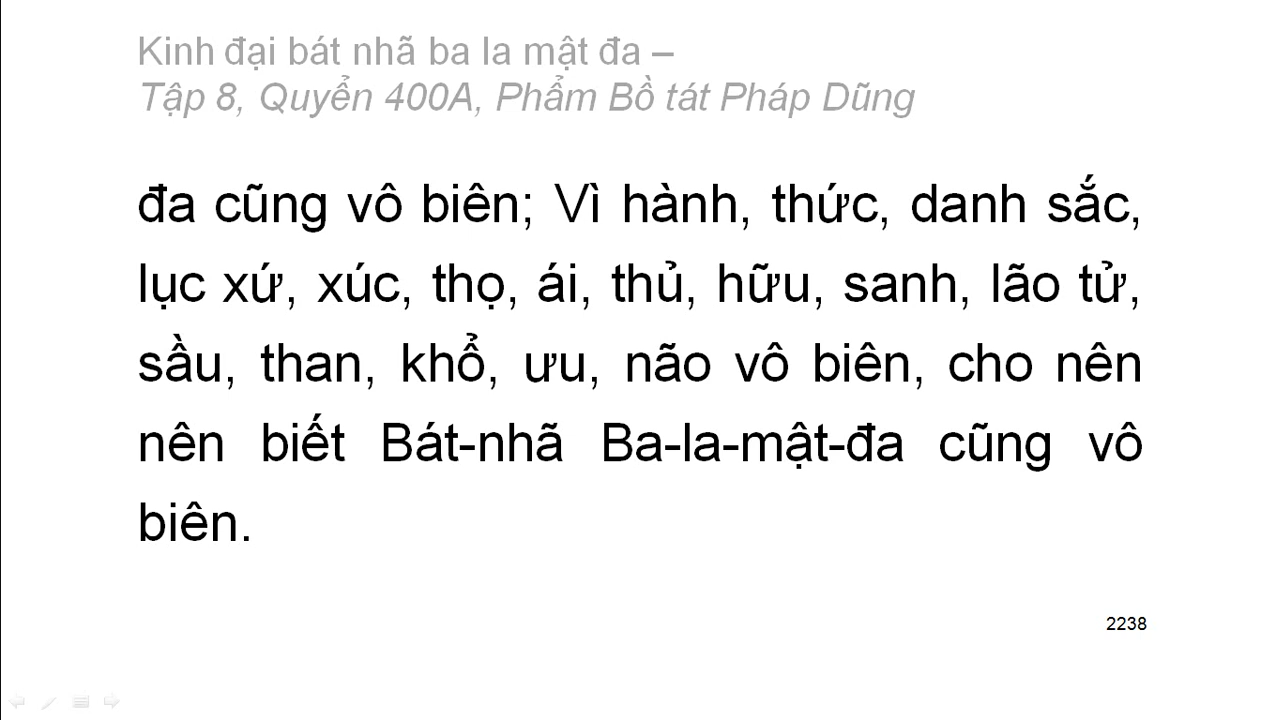 Kinh đại bát nhã ba la mật đa –
Tập 8, Quyển 400A, Phẩm Bồ tát Pháp Dũng
đa cũng vô biên; Vì hành, thức, danh sắc,
lục xứ, xúc, thọ, ái, thủ, hữu, sanh, lão tử,
sầu, than, khổ, ưu, não vô biên, cho nên
nên biết Bát-nhã Ba-la-mật-đa cũng vô
biên.
2238